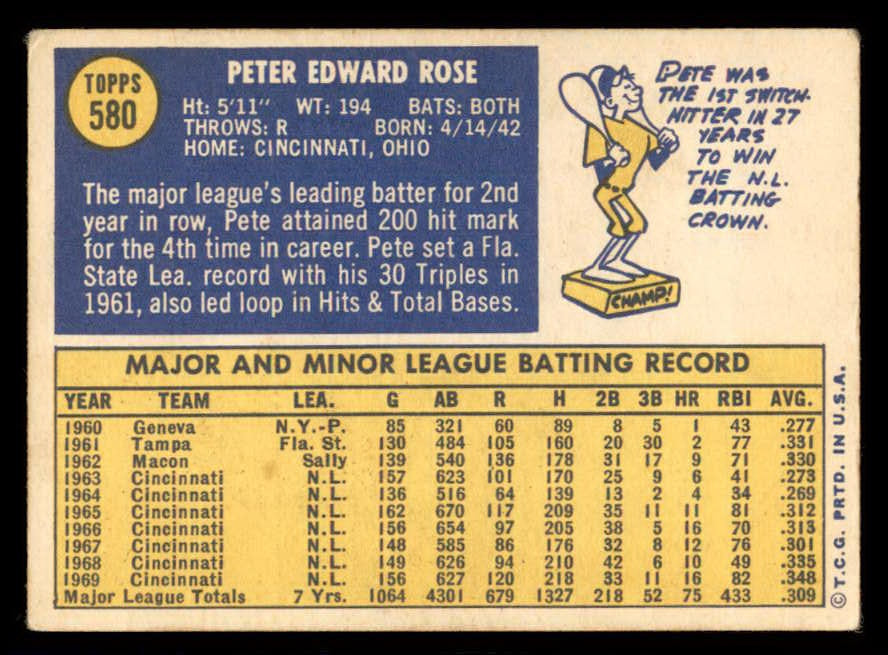 TOPPS
580
PETER EDWARD ROSE
Ht: 5'11" WT: 194 BATS: BOTH
THROWS: R BORN: 4/14/42
HOME: CINCINNATI, OHIO
The major league's leading batter for 2nd
year in row, Pete attained 200 hit mark
for the 4th time in career. Pete set a Fla.
State Lea. record with his 30 Triples in
1961, also led loop in Hits & Total Bases.
PETE WAS
THE 1ST SWITCH-
HITTER IN 27
YEARS
TO WIN
THE N.L.
BATTING
CROWN.
CHAMP!
MAJOR AND MINOR LEAGUE BATTING RECORD
YEAR TEAM LEA. G AB R H 2B 3B HR RBI AVG.
1960 Geneva N.Y.-P. 85 321 60 89 8 5 1 43 .277
1961 Tampa Fla. St. 130 484 105 160 20 30 2 77 .331
1962 Macon Sally 139 540 136 178 31 17 9 71 .330
1963 Cincinnati N.L. 157 623 101 170 25 9 6 41 .273
1964 Cincinnati N.L. 136 516 64 139 13 2 4 34 .269
1965 Cincinnati N.L. 162 670 117 209 35 11 11 81 .312
1966 Cincinnati N.L. 156 654 97 205 38 5 16 70 .313
1967 Cincinnati N.L. 148 585 86 176 32 8 12 76 .301
1968 Cincinnati N.L. 149 626 94 210 42 6 10 49 .335
1969 Cincinnati N.L. 156 627 120 218 33 11 16 82 .348
Major League Totals 7 Yrs. 1064 4301 679 1327 218 52 75 433 .309
© T.C.G. PRTD. IN U.S.A.